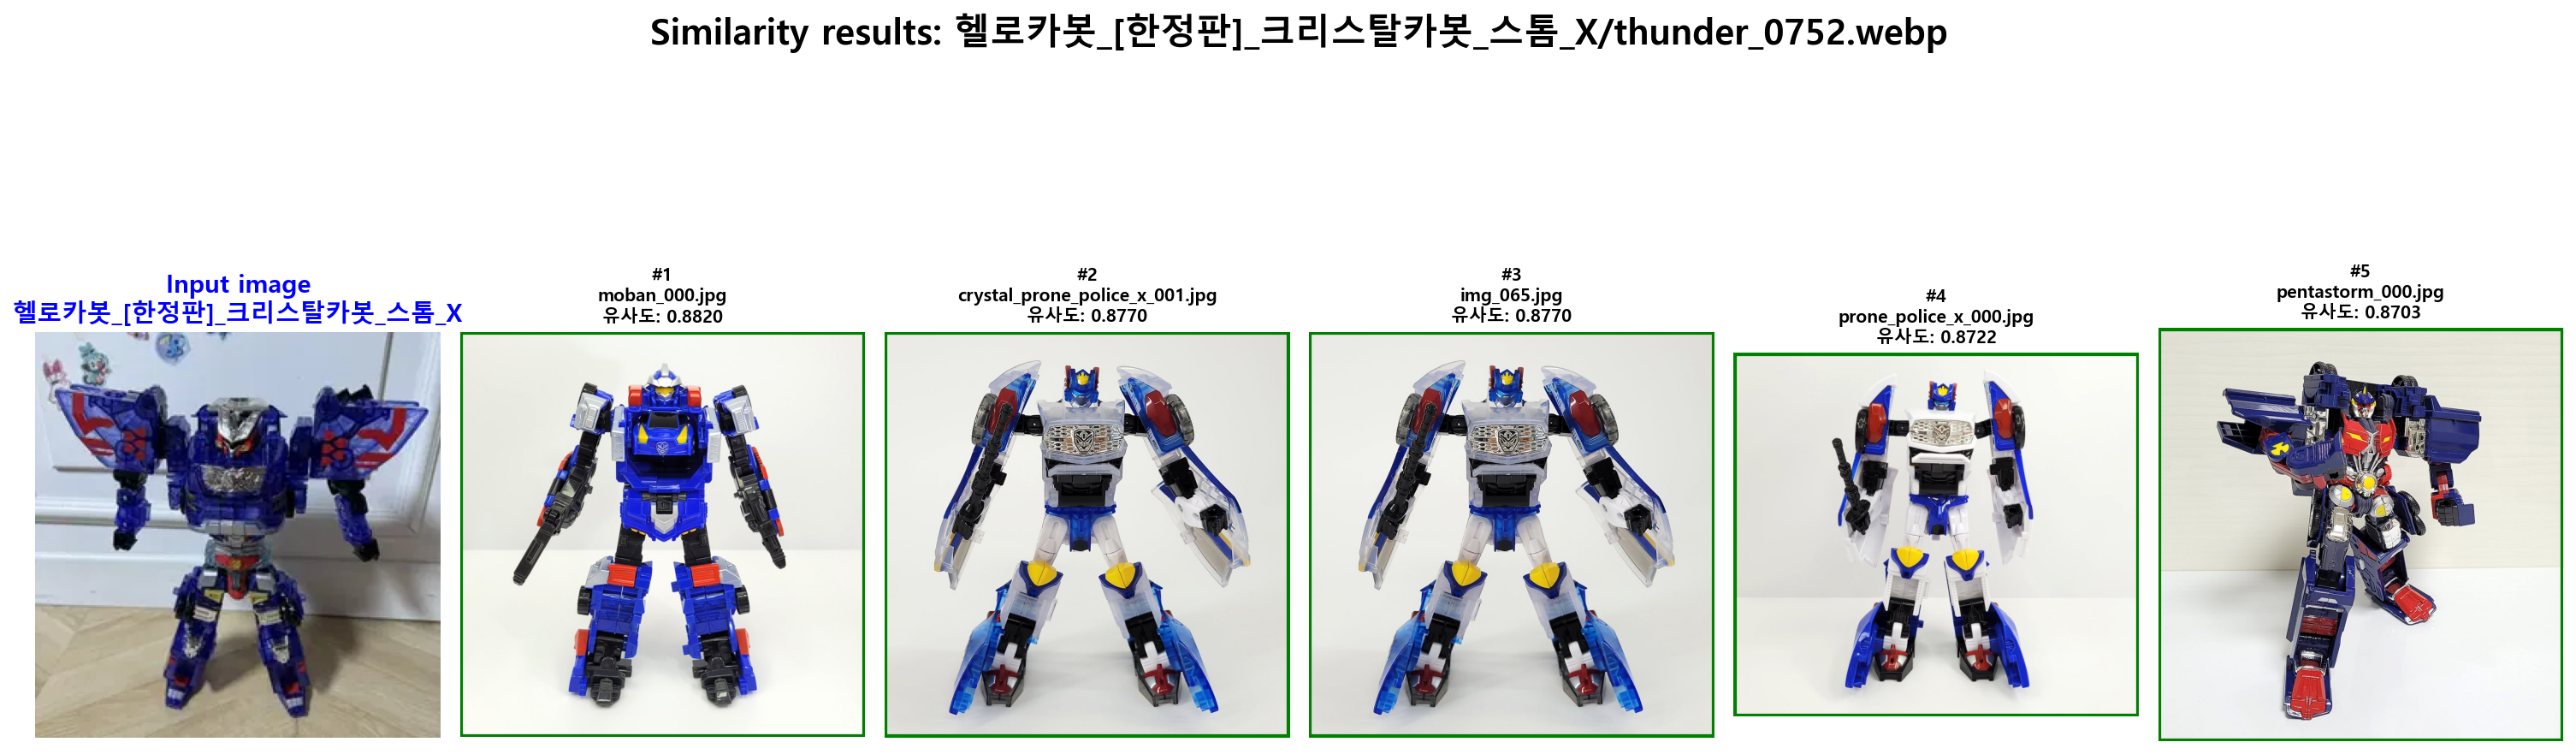 Similarity results: 헬로카봇_[한정판]_크리스탈카봇_스톰_X/thunder_0752.webp
Input image
헬로카봇_[한정판]_크리스탈카봇_스톰_X
#1
moban_000.jpg
유사도: 0.8820
#2
crystal_prone_police_x_001.jpg
유사도: 0.8770
#3
img_065.jpg
유사도: 0.8770
#4
prone_police_x_000.jpg
유사도: 0.8722
#5
pentastorm_000.jpg
유사도: 0.8703